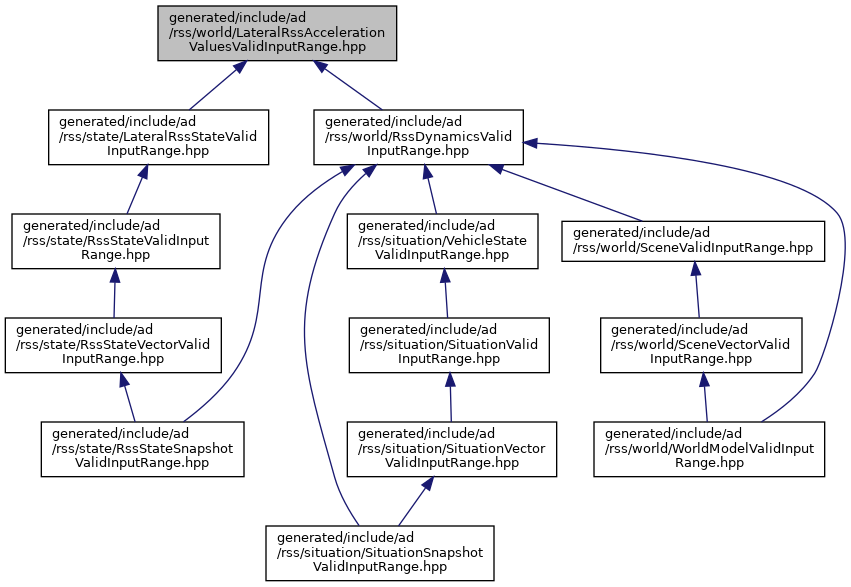 generated/include/ad
/rss/world/LateralRssAcceleration
ValuesValidInputRange.hpp
generated/include/ad
/rss/state/LateralRssStateValid
InputRange.hpp
generated/include/ad
/rss/world/RssDynamicsValid
InputRange.hpp
generated/include/ad
/rss/state/RssStateValidInput
Range.hpp
generated/include/ad
/rss/situation/VehicleState
ValidInputRange.hpp
generated/include/ad
/rss/world/SceneValidInputRange.hpp
generated/include/ad
/rss/state/RssStateVectorValid
InputRange.hpp
generated/include/ad
/rss/situation/SituationValid
InputRange.hpp
generated/include/ad
/rss/world/SceneVectorValid
InputRange.hpp
generated/include/ad
/rss/state/RssStateSnapshot
ValidInputRange.hpp
generated/include/ad
/rss/situation/SituationVector
ValidInputRange.hpp
generated/include/ad
/rss/world/WorldModelValidInput
Range.hpp
generated/include/ad
/rss/situation/SituationSnapshot
ValidInputRange.hpp